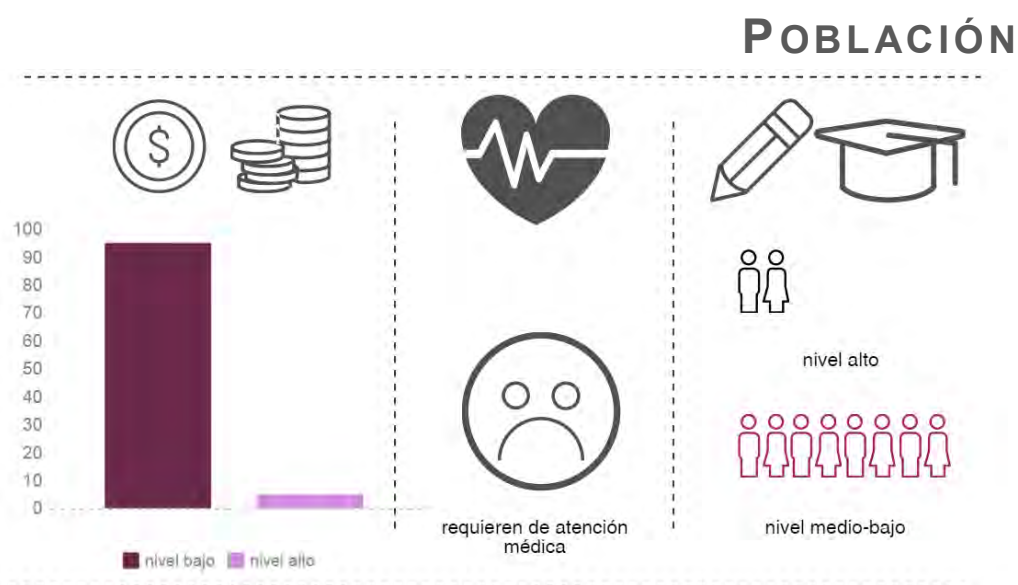 POBLACIÓN
$
100
90
80
70
60
50
40
30
20
10
0
nivel bajo nivel alto
requieren de atención
médica
nivel alto
nivel medio-bajo